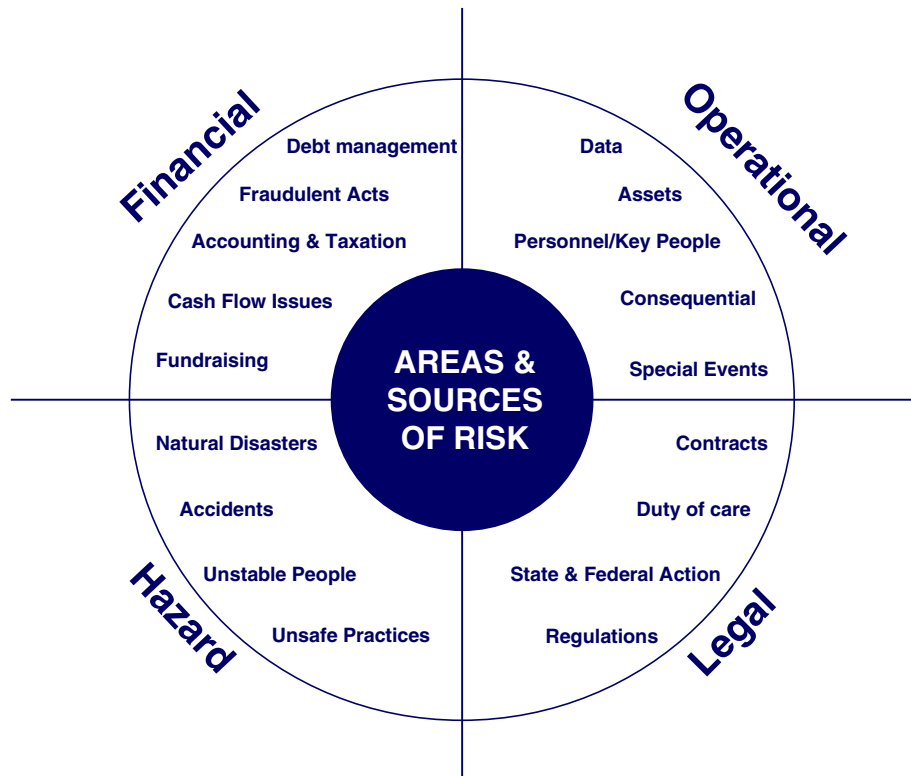 Financial
Debt management
Fraudulent Acts
Accounting & Taxation
Cash Flow Issues
Fundraising
Operational
Data
Assets
Personnel/Key People
Consequential
Special Events
AREAS &
SOURCES
OF RISK
Hazard
Natural Disasters
Accidents
Unstable People
Unsafe Practices
Legal
Contracts
Duty of care
State & Federal Action
Regulations